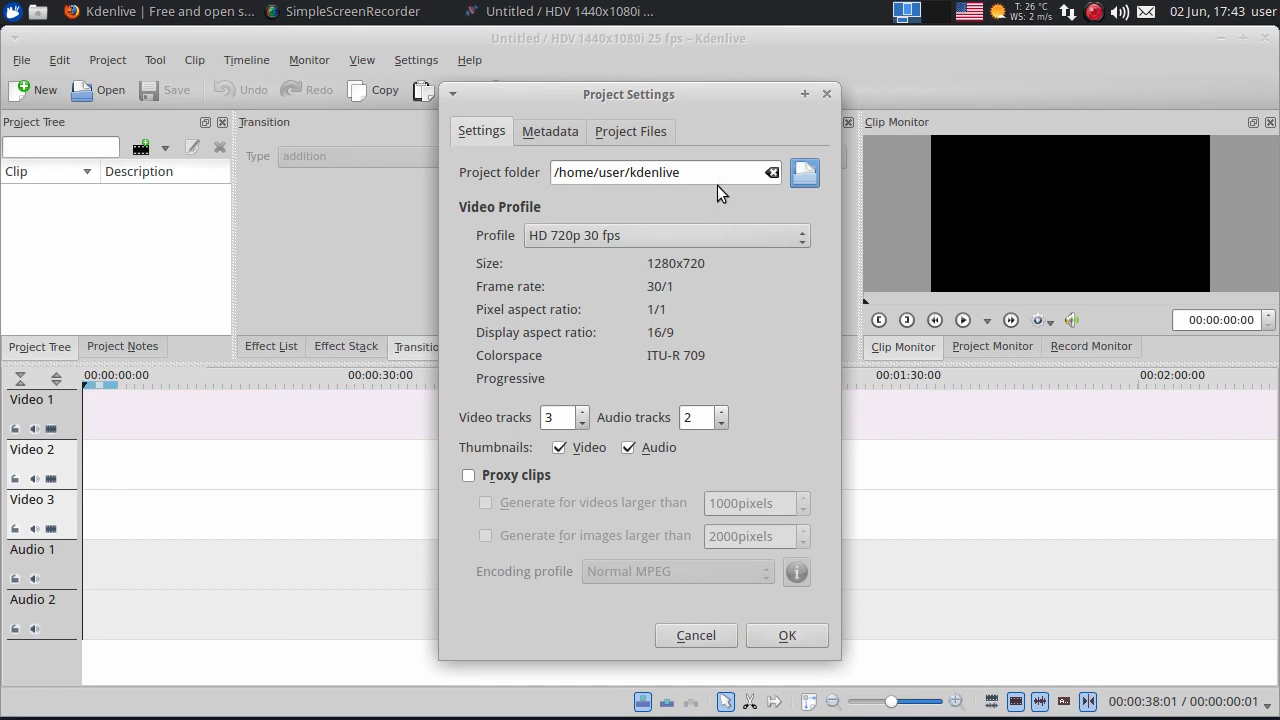 Kdenlive | Free and open s...
SimpleScreenRecorder
Untitled / HDV 1440x1080i ...
T: 26 °C
WS: 2 m/s
02 Jun, 17:43 user
Untitled / HDV 1440x1080i 25 fps – Kdenlive
File Edit Project Tool Clip Timeline Monitor View Settings Help
New Open Save Undo Redo Copy
Project Tree
Transition
Clip Monitor
Clip Description
Type addition
Project Settings
Settings Metadata Project Files
Project folder /home/user/kdenlive
Video Profile
Profile HD 720p 30 fps
Size: 1280x720
Frame rate: 30/1
Pixel aspect ratio: 1/1
Display aspect ratio: 16/9
Colorspace ITU-R 709
Progressive
Video tracks 3 Audio tracks 2
Thumbnails: Video Audio
Proxy clips
Generate for videos larger than 1000pixels
Generate for images larger than 2000pixels
Encoding profile Normal MPEG
Cancel OK
00:00:00:00
Project Tree Project Notes
Effect List Effect Stack Transitio
Clip Monitor Project Monitor Record Monitor
00:00:00:00 00:00:30:00 00:01:30:00 00:02:00:00
Video 1
Video 2
Video 3
Audio 1
Audio 2
00:00:38:01 / 00:00:00:01